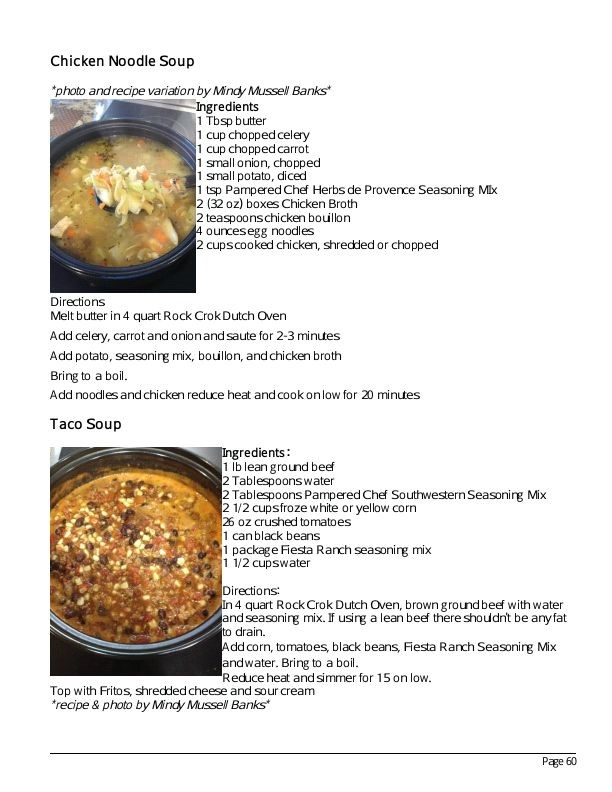 Chicken Noodle Soup
*photo and recipe variation by Mindy Mussell Banks*
Ingredients
1 Tbsp butter
1 cup chopped celery
1 cup chopped carrot
1 small onion, chopped
1 small potato, diced
1 tsp Pampered Chef Herbs de Provence Seasoning MIx
2 (32 oz) boxes Chicken Broth
2 teaspoons chicken bouillon
4 ounces egg noodles
2 cups cooked chicken, shredded or chopped
Directions
Melt butter in 4 quart Rock Crok Dutch Oven
Add celery, carrot and onion and saute for 2-3 minutes
Add potato, seasoning mix, bouillon, and chicken broth
Bring to a boil.
Add noodles and chicken reduce heat and cook on low for 20 minutes
Taco Soup
Ingredients:
1 lb lean ground beef
2 Tablespoons water
2 Tablespoons Pampered Chef Southwestern Seasoning Mix
2 1/2 cups froze white or yellow corn
26 oz crushed tomatoes
1 can black beans
1 package Fiesta Ranch seasoning mix
1 1/2 cups water
Directions:
In 4 quart Rock Crok Dutch Oven, brown ground beef with water
and seasoning mix. If using a lean beef there shouldn't be any fat
to drain.
Add corn, tomatoes, black beans, Fiesta Ranch Seasoning Mix
and water. Bring to a boil.
Reduce heat and simmer for 15 on low.
Top with Fritos, shredded cheese and sour cream
*recipe & photo by Mindy Mussell Banks*
Page 60